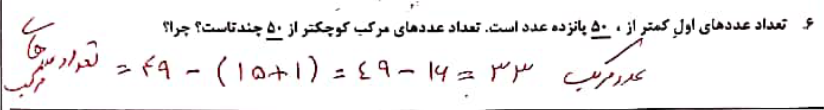 ۶. تعداد عددهای اول کمتر از ، ۵۰ پانزده عدد است. تعداد عددهای مرکب کوچکتر از ۵۰ چندتاست؟ چرا؟
تعداد عددهای مرکب = ۴۹ - (۱۵+۱) = ۴۹ - ۱۶ = ۳۳ عدد مرکب